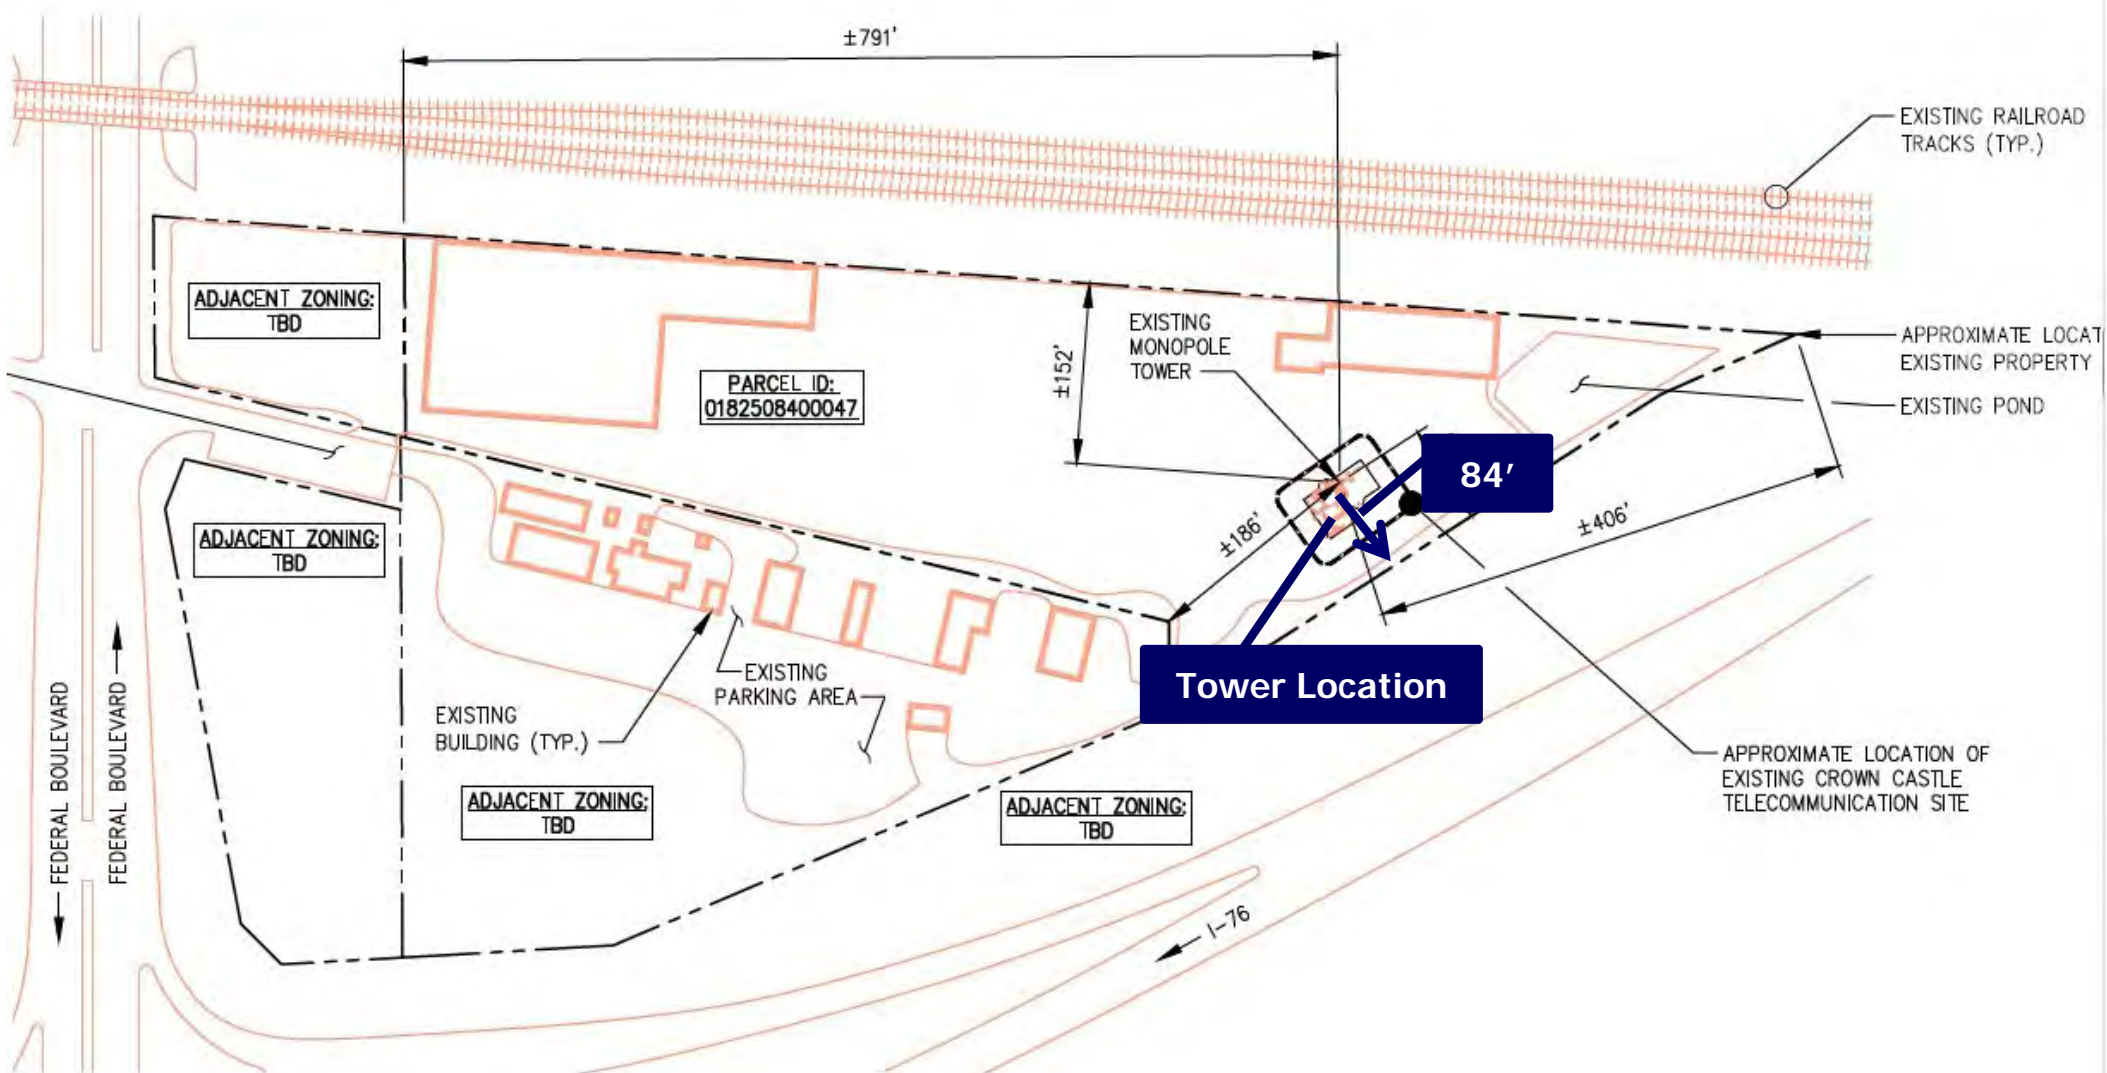 ±791'
EXISTING RAILROAD
TRACKS (TYP.)
ADJACENT ZONING:
TBD
EXISTING
MONOPOLE
TOWER
±152'
PARCEL ID:
0182508400047
APPROXIMATE LOCAT
EXISTING PROPERTY
EXISTING POND
84'
±406'
±186'
ADJACENT ZONING:
TBD
Tower Location
EXISTING
PARKING AREA
EXISTING
BUILDING (TYP.)
FEDERAL BOULEVARD
FEDERAL BOULEVARD
ADJACENT ZONING:
TBD
ADJACENT ZONING:
TBD
APPROXIMATE LOCATION OF
EXISTING CROWN CASTLE
TELECOMMUNICATION SITE
I-76